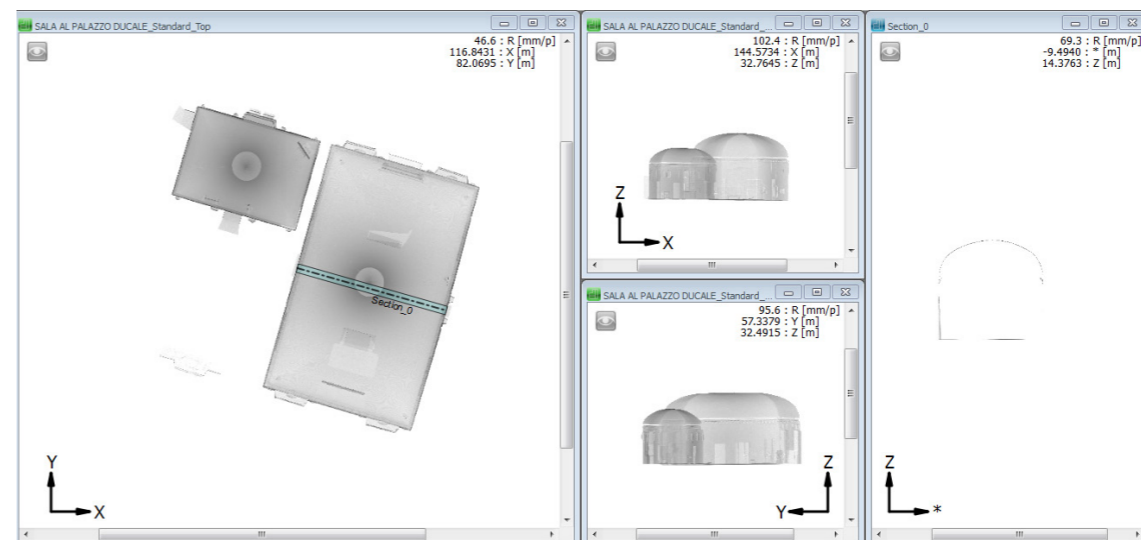 SALA AL PALAZZO DUCALE_Standard_Top
46.6 : R [mm/p]
116.8431 : X [m]
82.0695 : Y [m]
Section_0
Y
X
SALA AL PALAZZO DUCALE_Standard_...
102.4 : R [mm/p]
144.5734 : X [m]
32.7645 : Z [m]
Z
X
SALA AL PALAZZO DUCALE_Standard_...
95.6 : R [mm/p]
57.3379 : Y [m]
32.4915 : Z [m]
Z
Y
Section_0
69.3 : R [mm/p]
-9.4940 : * [m]
14.3763 : Z [m]
Z
*